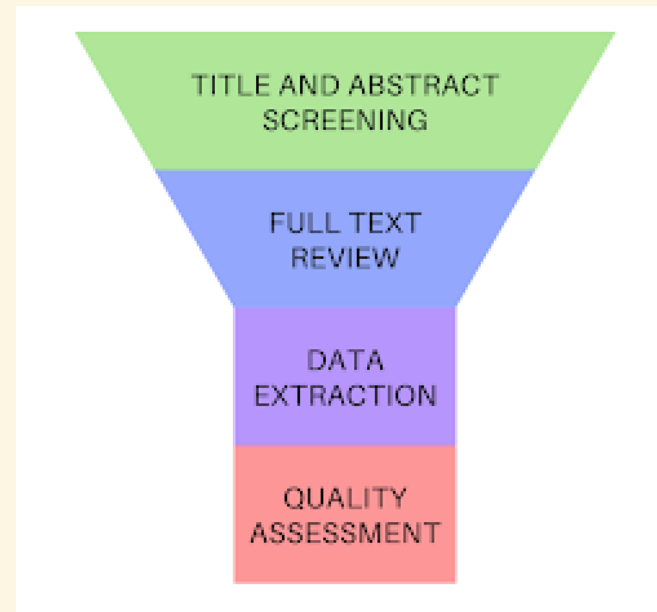 TITLE AND ABSTRACT
SCREENING
FULL TEXT
REVIEW
DATA
EXTRACTION
QUALITY
ASSESSMENT